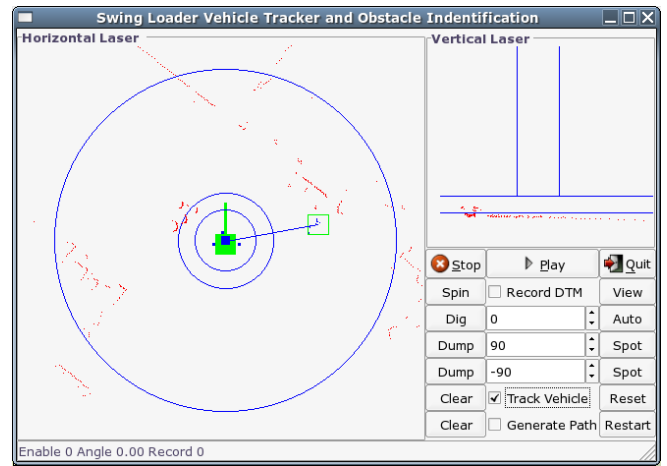 Swing Loader Vehicle Tracker and Obstacle Indentification
Horizontal Laser
Vertical Laser
Stop Play Quit
Spin Record DTM View
Dig 0 Auto
Dump 90 Spot
Dump -90 Spot
Clear Track Vehicle Reset
Clear Generate Path Restart
Enable 0 Angle 0.00 Record 0